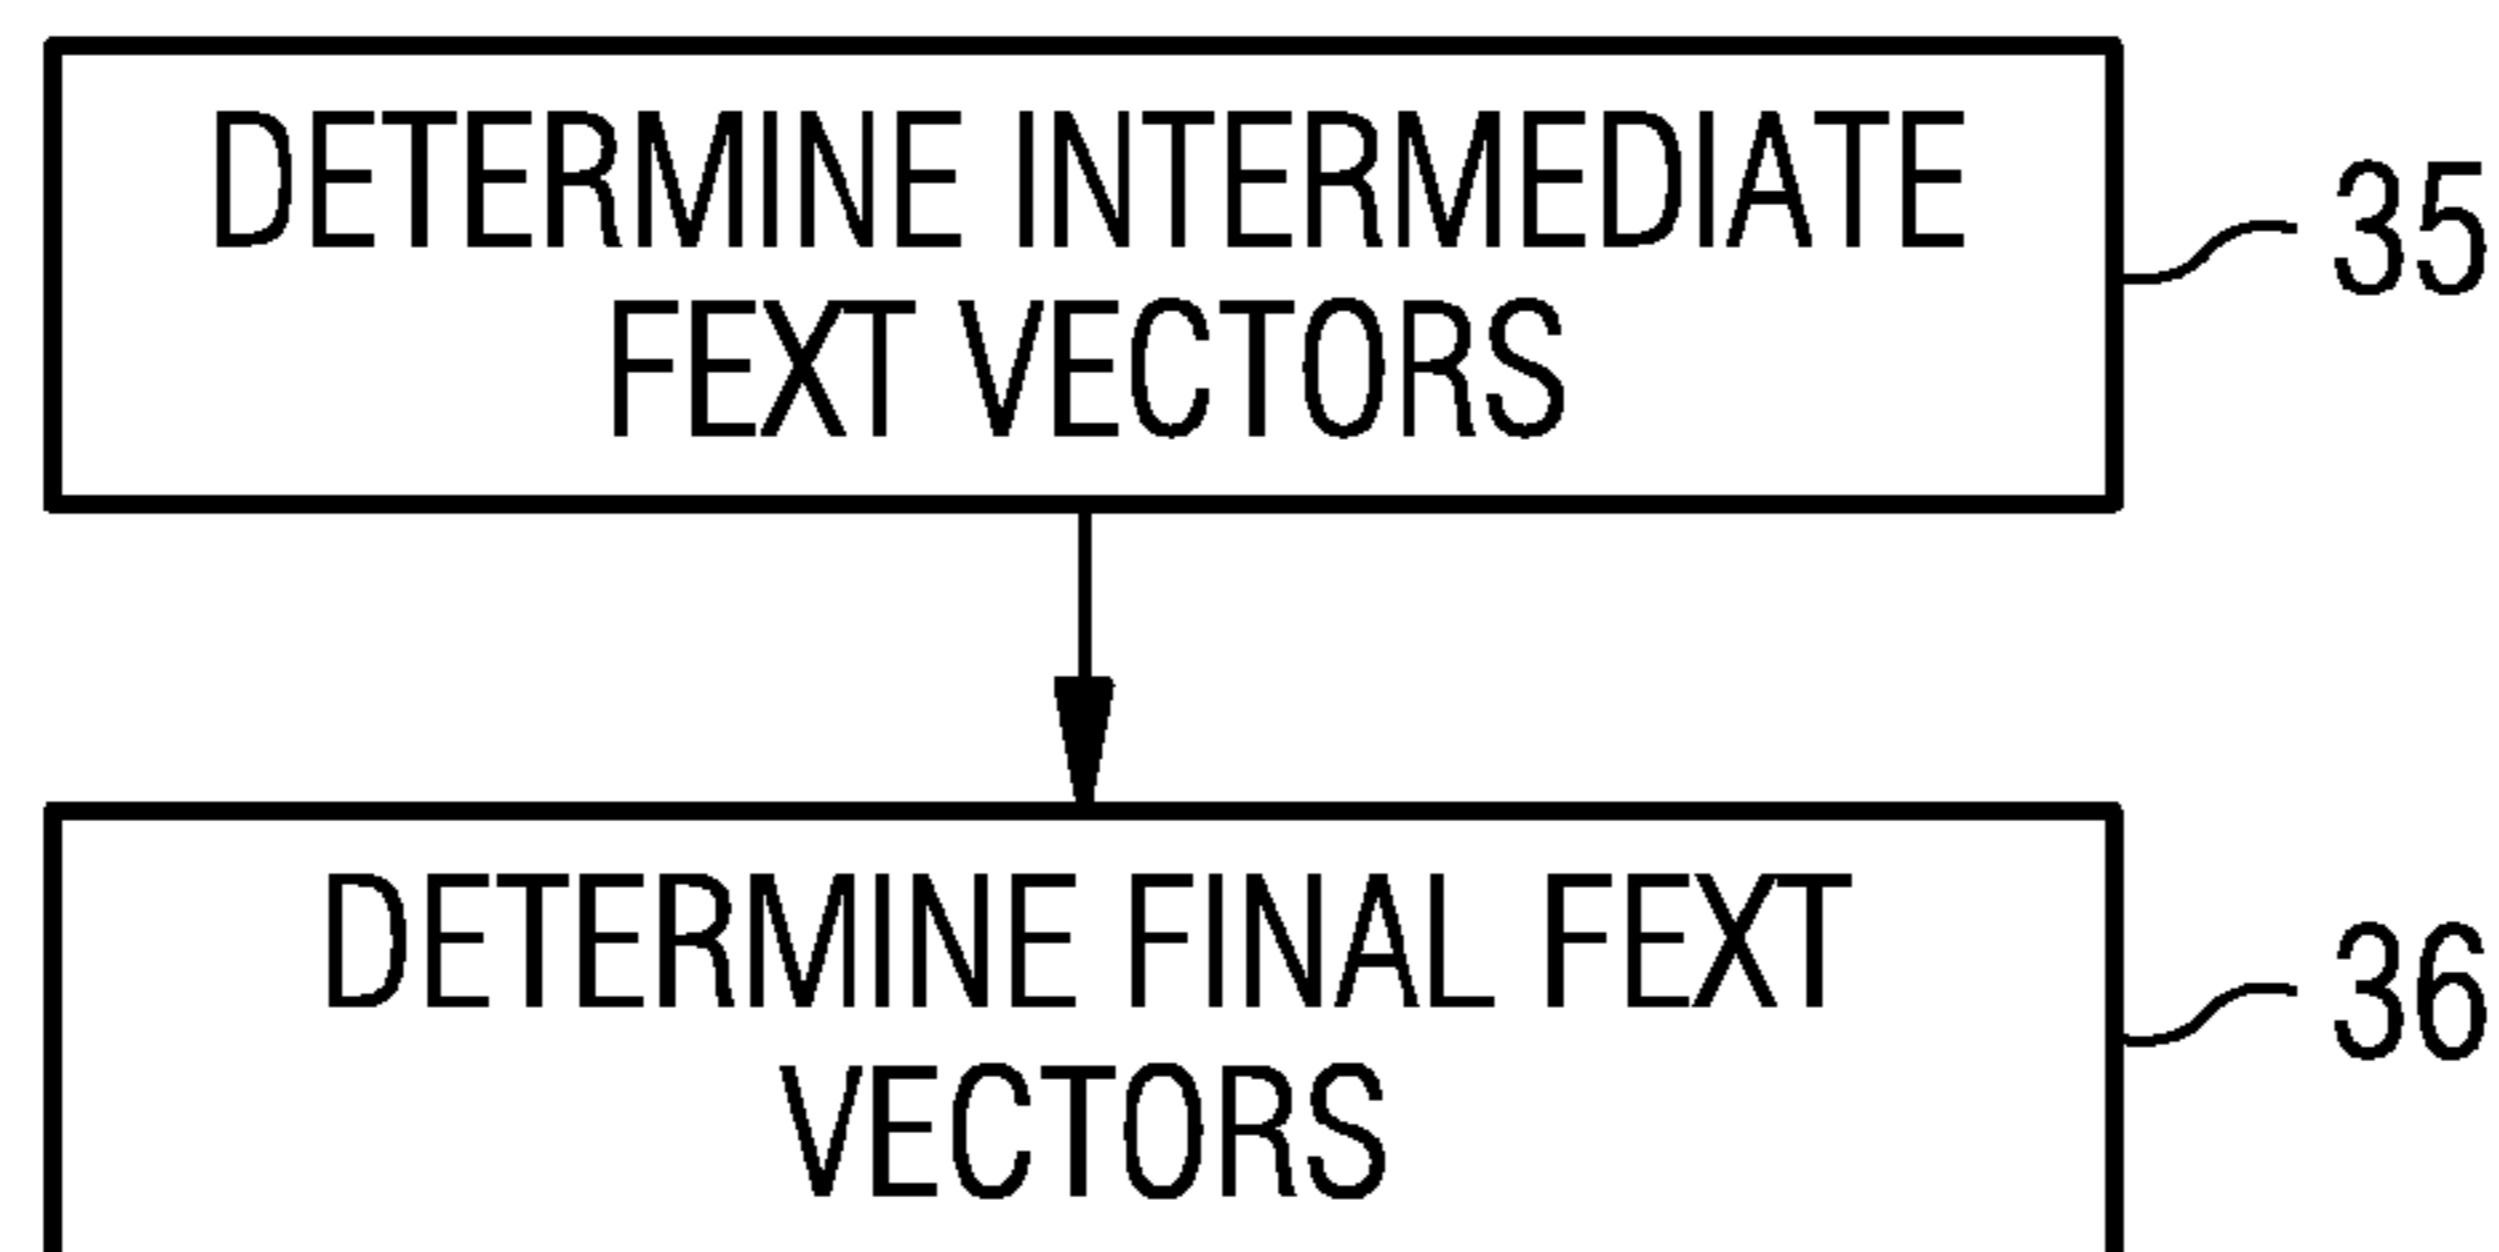 DETERMINE INTERMEDIATE
FEXT VECTORS
35
DETERMINE FINAL FEXT
VECTORS
36